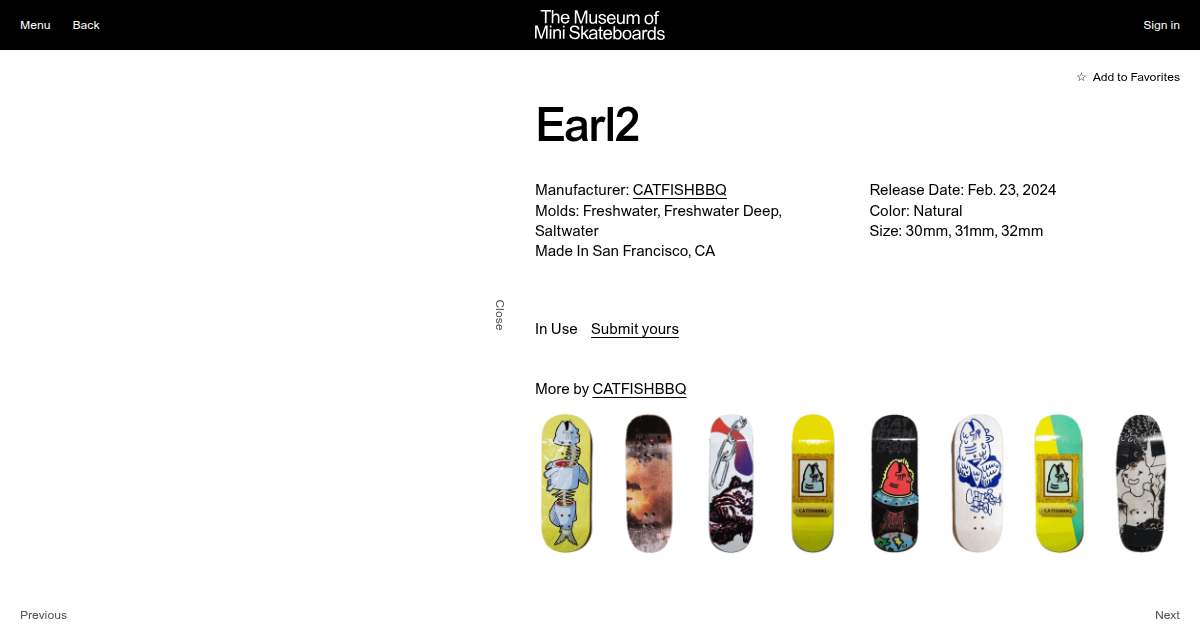 Menu
Back
The Museum of
Mini Skateboards
Sign in
☆ Add to Favorites
Earl2
Manufacturer: CATFISHBBQ
Molds: Freshwater, Freshwater Deep,
Saltwater
Made In San Francisco, CA
Release Date: Feb. 23, 2024
Color: Natural
Size: 30mm, 31mm, 32mm
Close
In Use Submit yours
More by CATFISHBBQ
CATFISHBBQ
CATFISHBBQ
Previous
Next